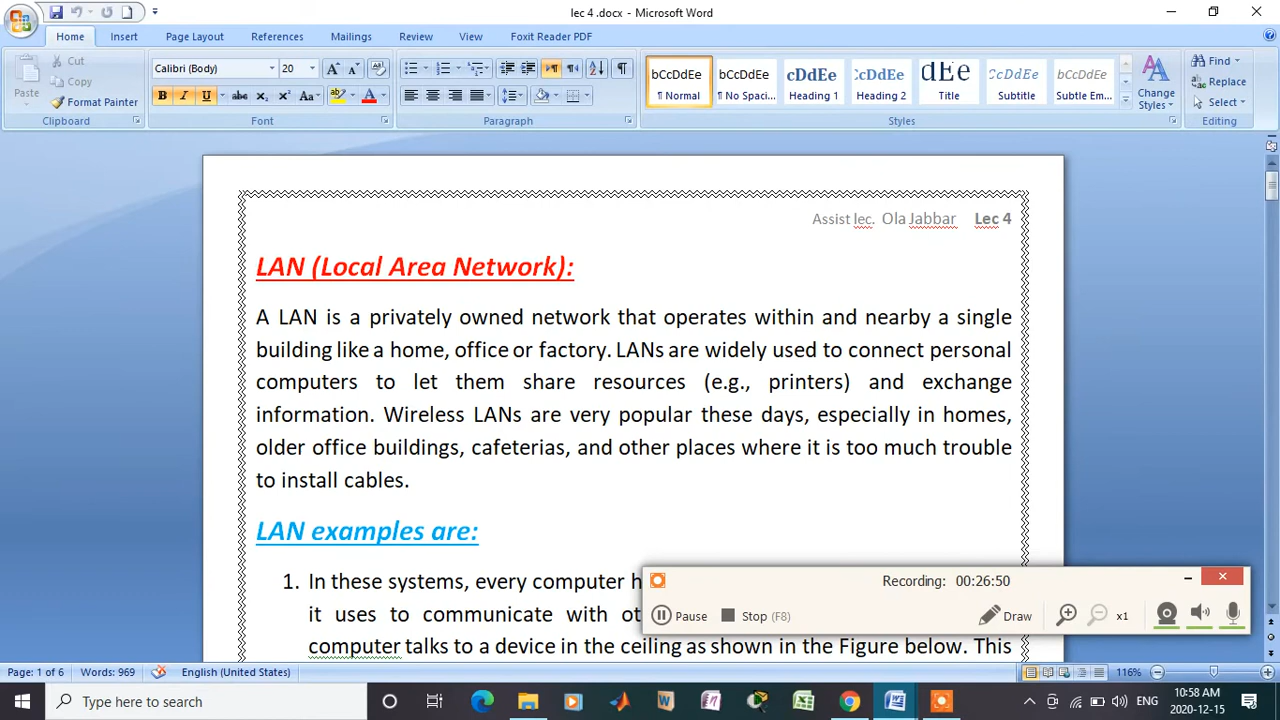 lec 4 .docx - Microsoft Word
Home Insert Page Layout References Mailings Review View Foxit Reader PDF
Paste
Cut
Copy
Format Painter
Clipboard
Calibri (Body) 20
B I U abc X₂ X² Aa
Font
Paragraph
bCcDdEe bCcDdEe cDdEe cDdEe dEe cDdEe bCcDdEe
¶ Normal ¶ No Spaci... Heading 1 Heading 2 Title Subtitle Subtle Em...
Change Styles
Styles
Find
Replace
Select
Editing
Assist lec. Ola Jabbar Lec 4
LAN (Local Area Network):
A LAN is a privately owned network that operates within and nearby a single
building like a home, office or factory. LANs are widely used to connect personal
computers to let them share resources (e.g., printers) and exchange
information. Wireless LANs are very popular these days, especially in homes,
older office buildings, cafeterias, and other places where it is too much trouble
to install cables.
LAN examples are:
1. In these systems, every computer h
it uses to communicate with ot
computer talks to a device in the ceiling as shown in the Figure below. This
Recording: 00:26:50
Pause Stop (F8) Draw x1
Page: 1 of 6 Words: 969 English (United States) 116%
Type here to search
ENG 10:58 AM
2020-12-15